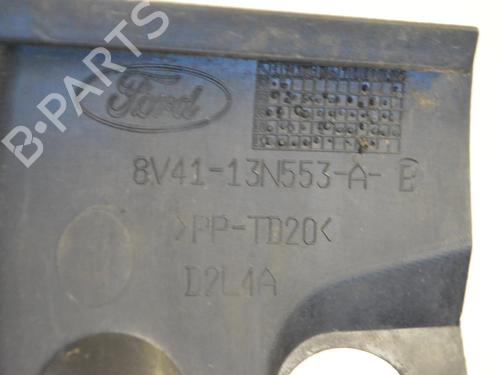 B-PARTS
Ford
8V41-13N553-A- B
>PP-TD20<
D2L4A